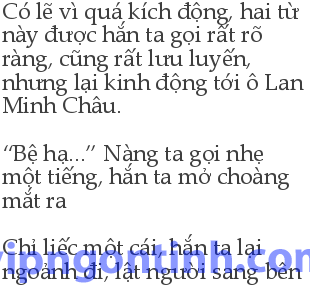 Có lẽ vì quá kích động, hai từ
này được hắn ta gọi rất rõ
ràng, cũng rất lưu luyến,
nhưng lại kinh động tới ô Lan
Minh Châu.
“Bệ hạ...” Nàng ta gọi nhẹ
một tiếng, hắn ta mở choàng
mắt ra
Chỉ liếc một cái, hắn ta lại
ngoảnh đi, lật người sang bên
vipngontinh.com